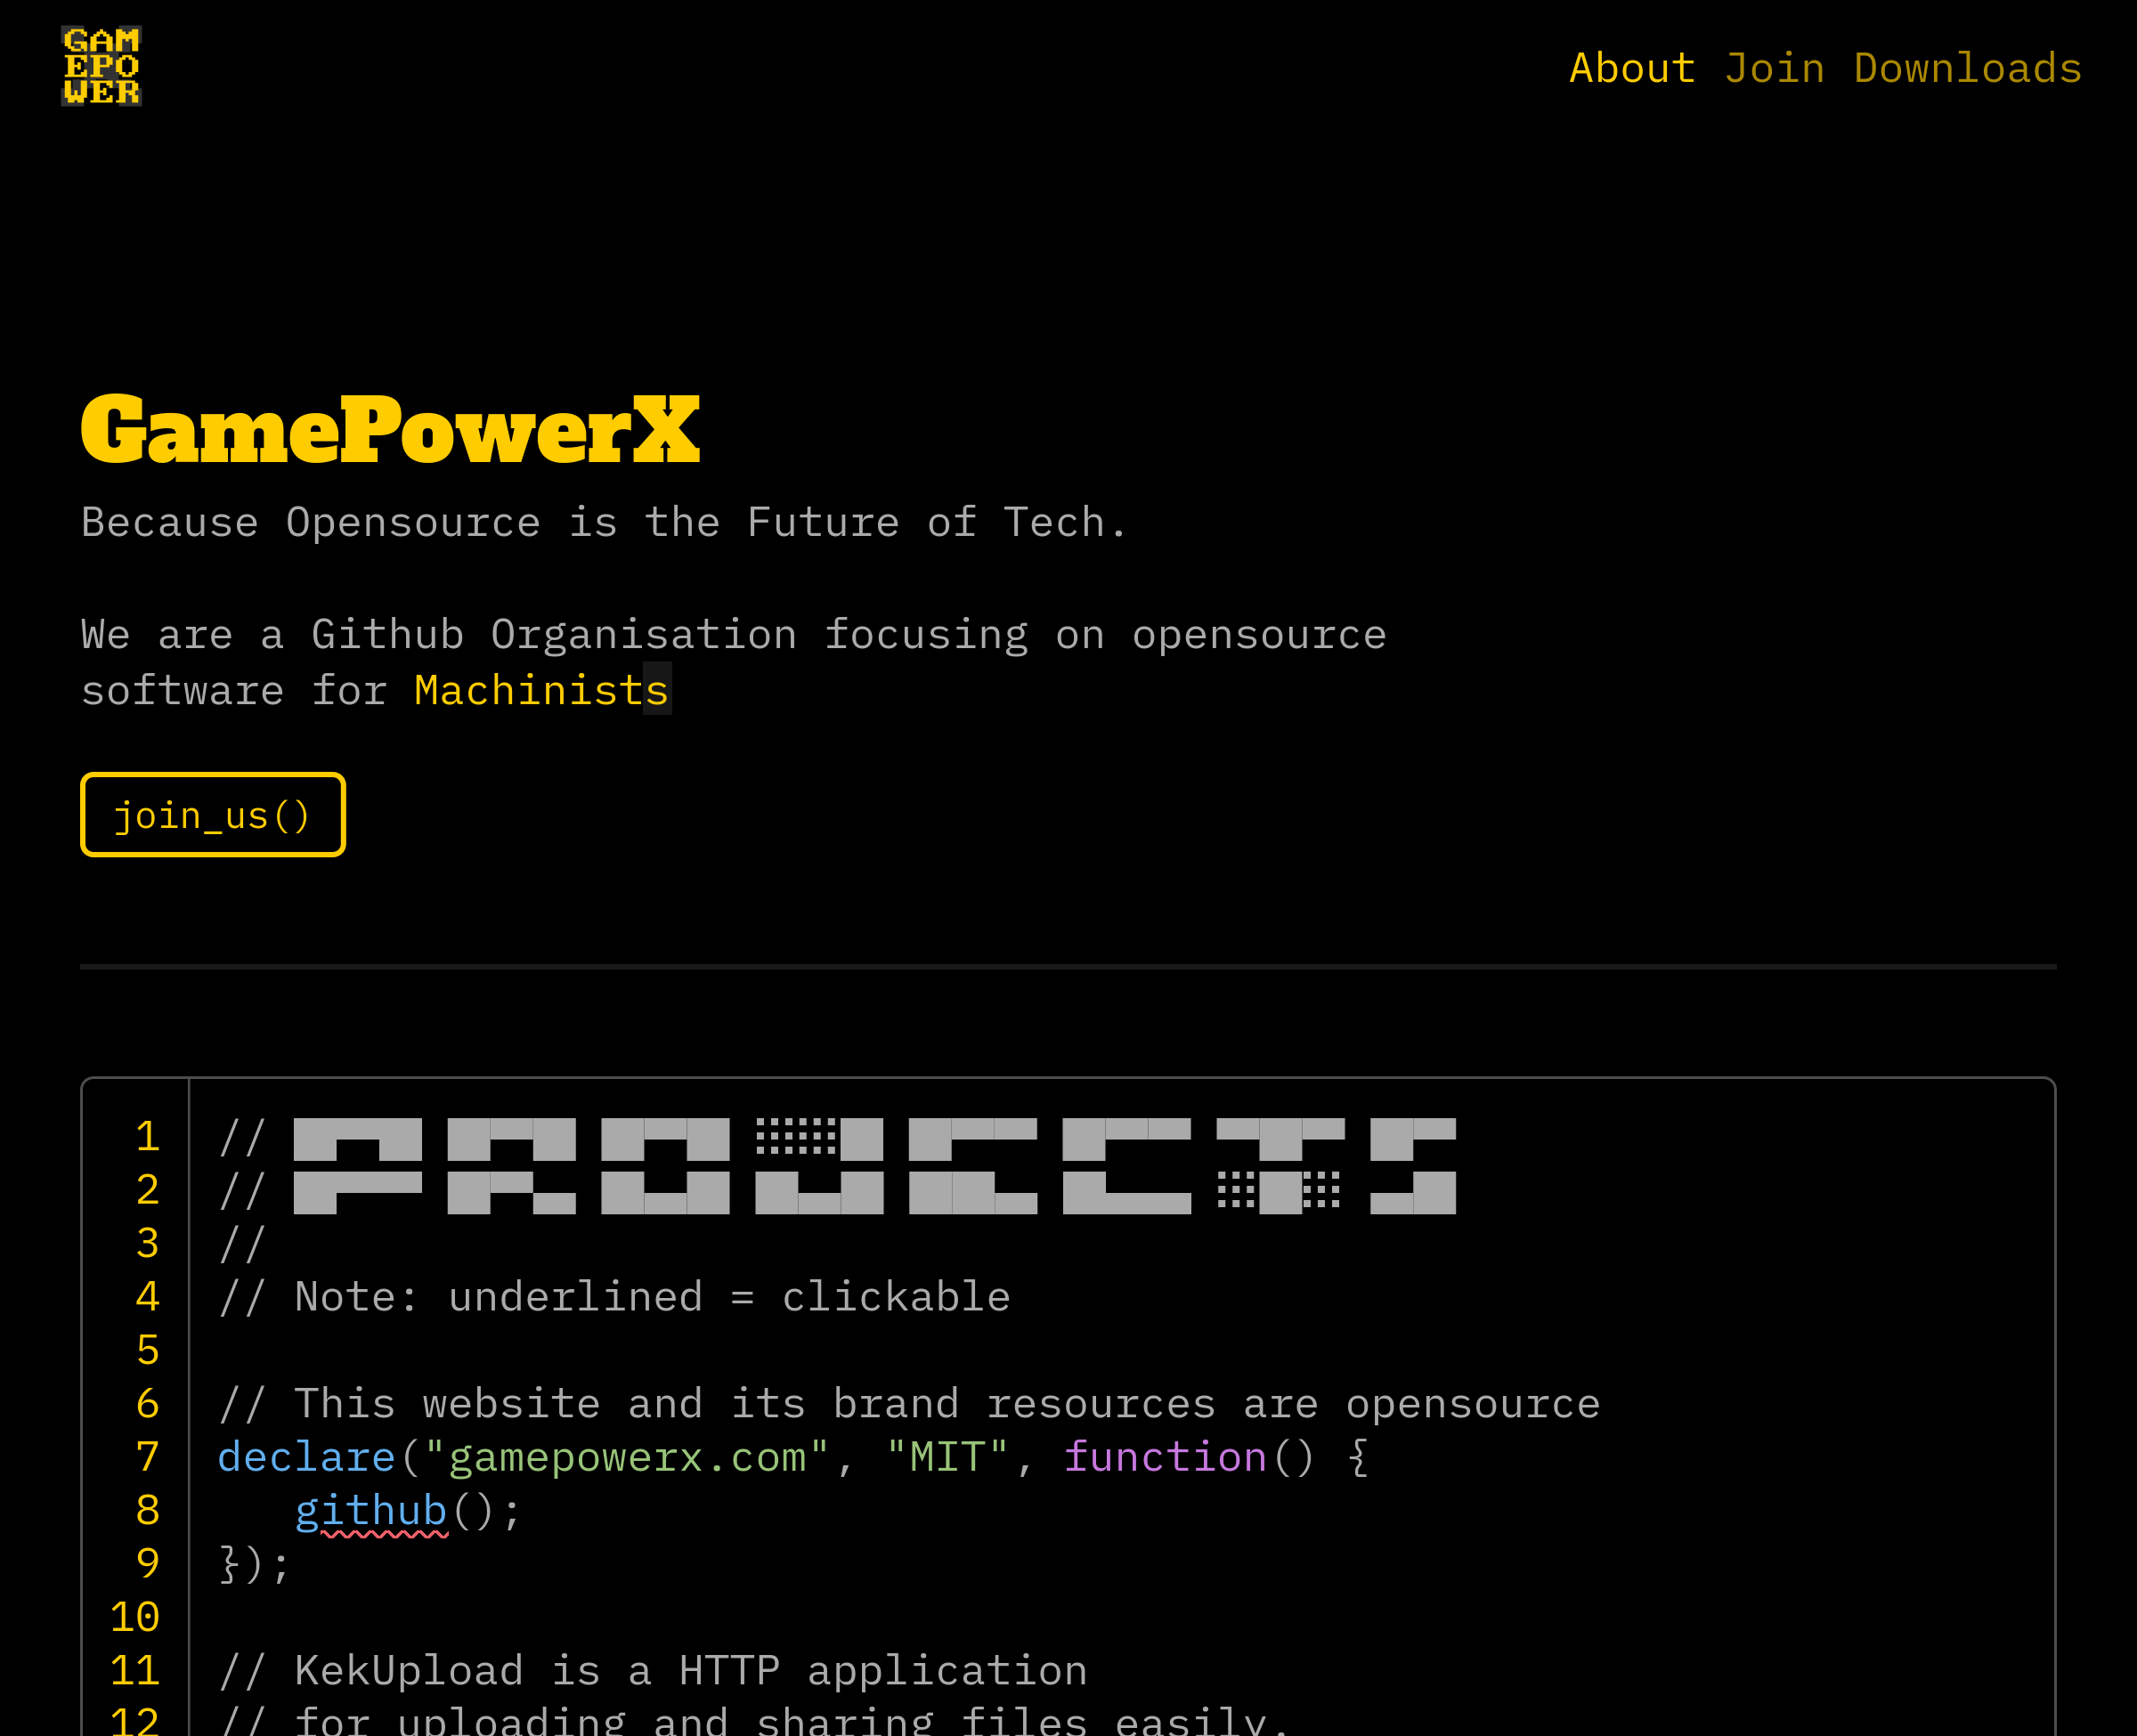 GAM
EPO
WER
About Join Downloads
GamePowerX
Because Opensource is the Future of Tech.
We are a Github Organisation focusing on opensource
software for Machinists
join_us()
1 // PROJECTS
2 //
3 //
4 // Note: underlined = clickable
5
6 // This website and its brand resources are opensource
7 declare("gamepowerx.com", "MIT", function() {
8 github();
9 });
10
11 // KekUpload is a HTTP application
12 // for uploading and sharing files easily.